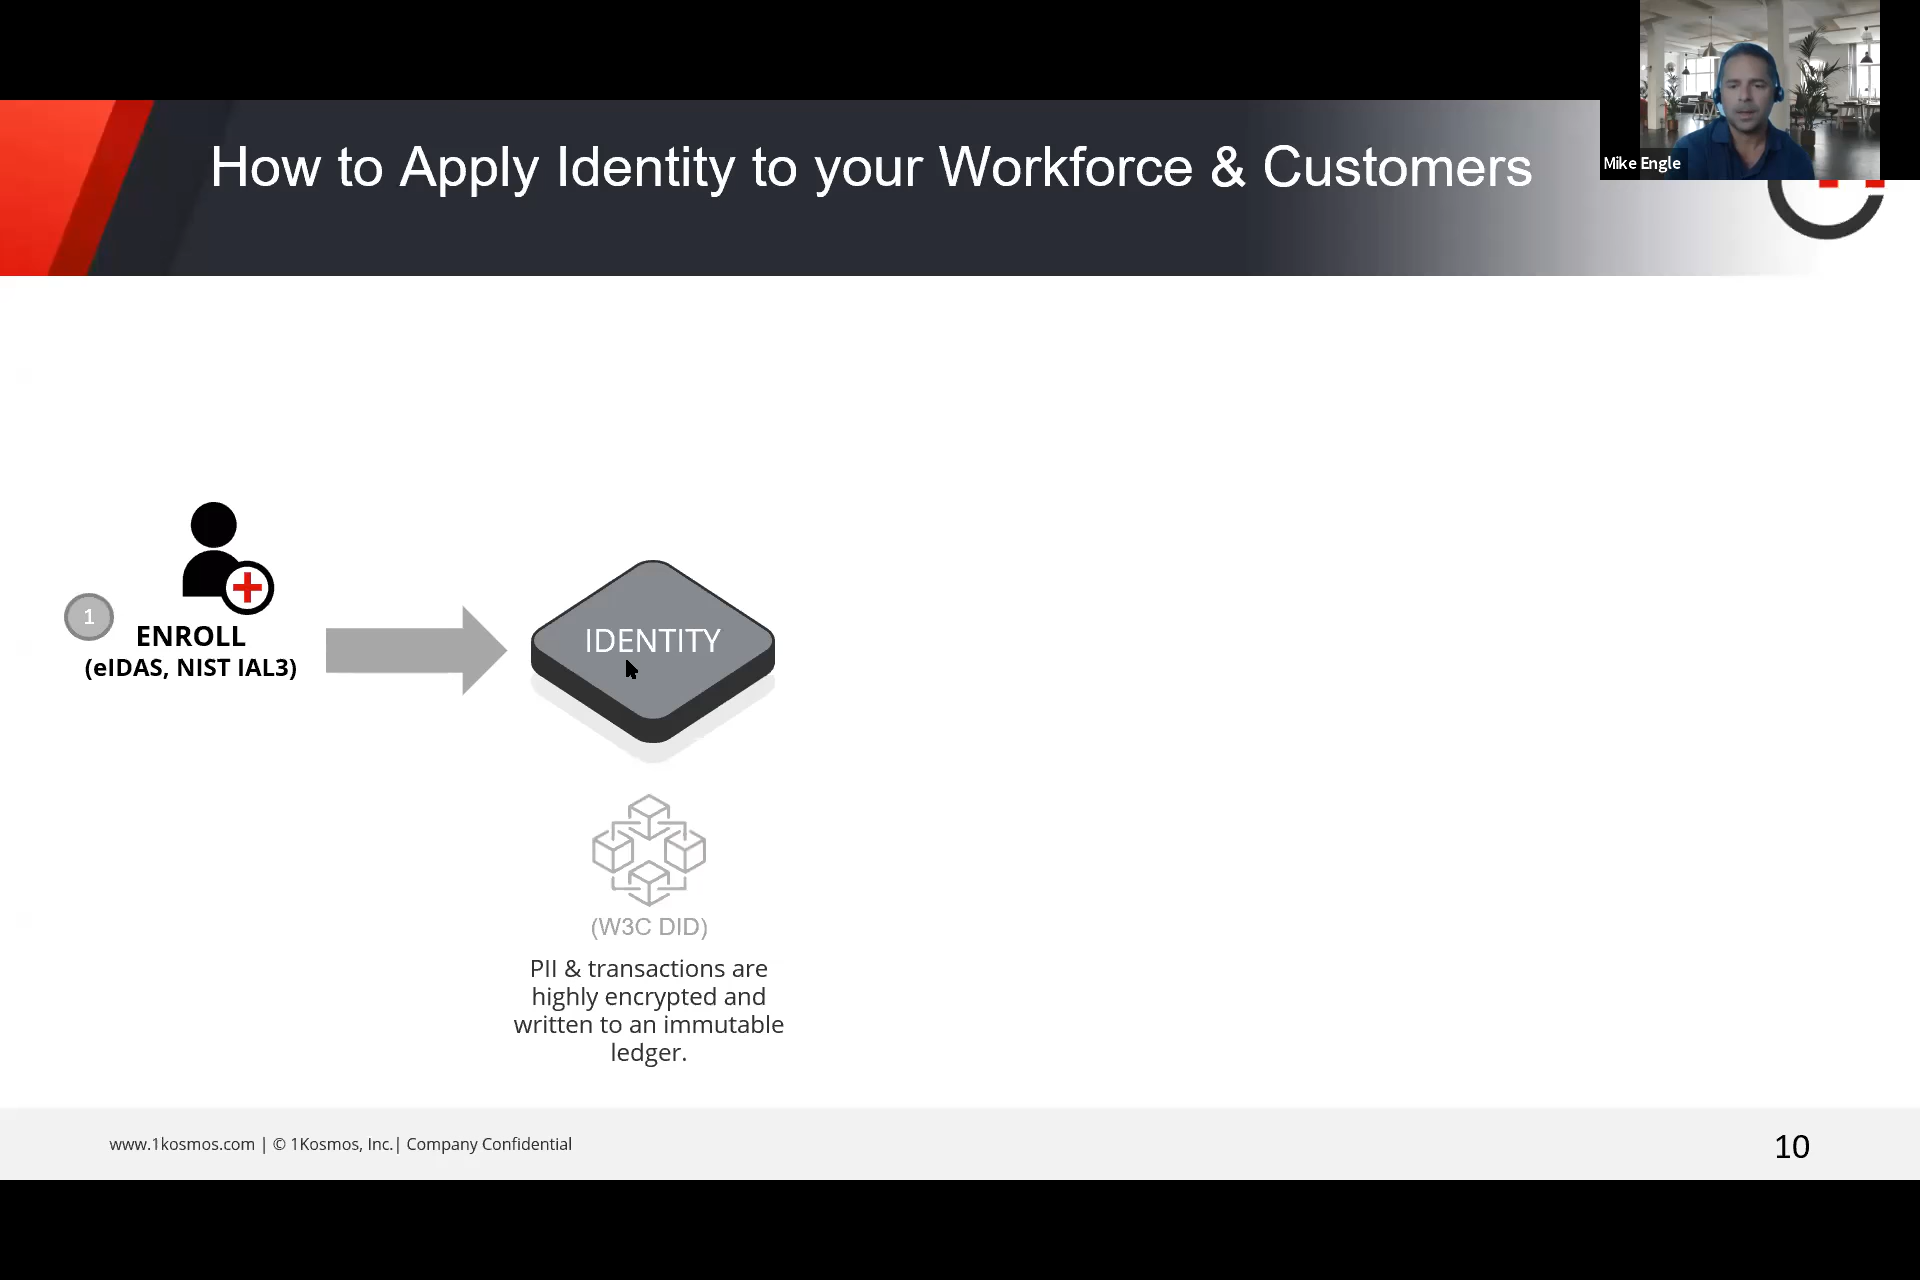 How to Apply Identity to your Workforce & Customers
Mike Engle
1
ENROLL
(eIDAS, NIST IAL3)
IDENTITY
(W3C DID)
PII & transactions are
highly encrypted and
written to an immutable
ledger.
www.1kosmos.com | © 1Kosmos, Inc.| Company Confidential
10